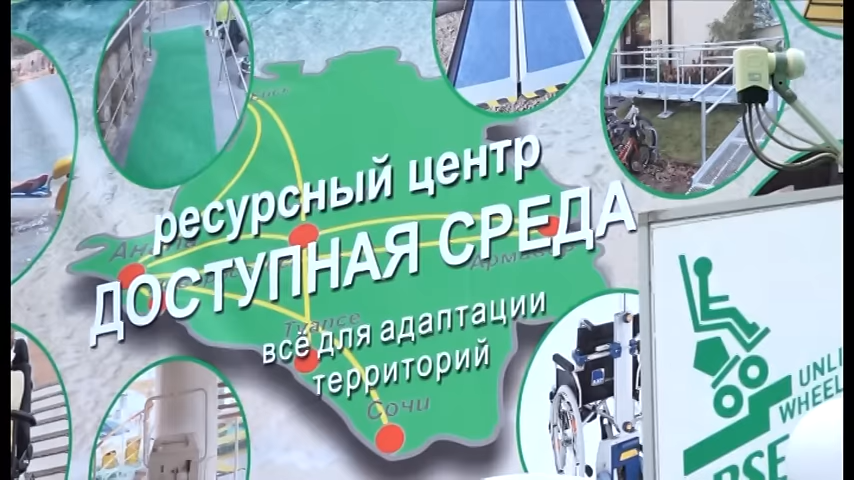 ресурсный центр
ДОСТУПНАЯ СРЕДА
Армавир
Туапсе
всё для адаптации
территорий
Сочи
UNLI
WHEEL